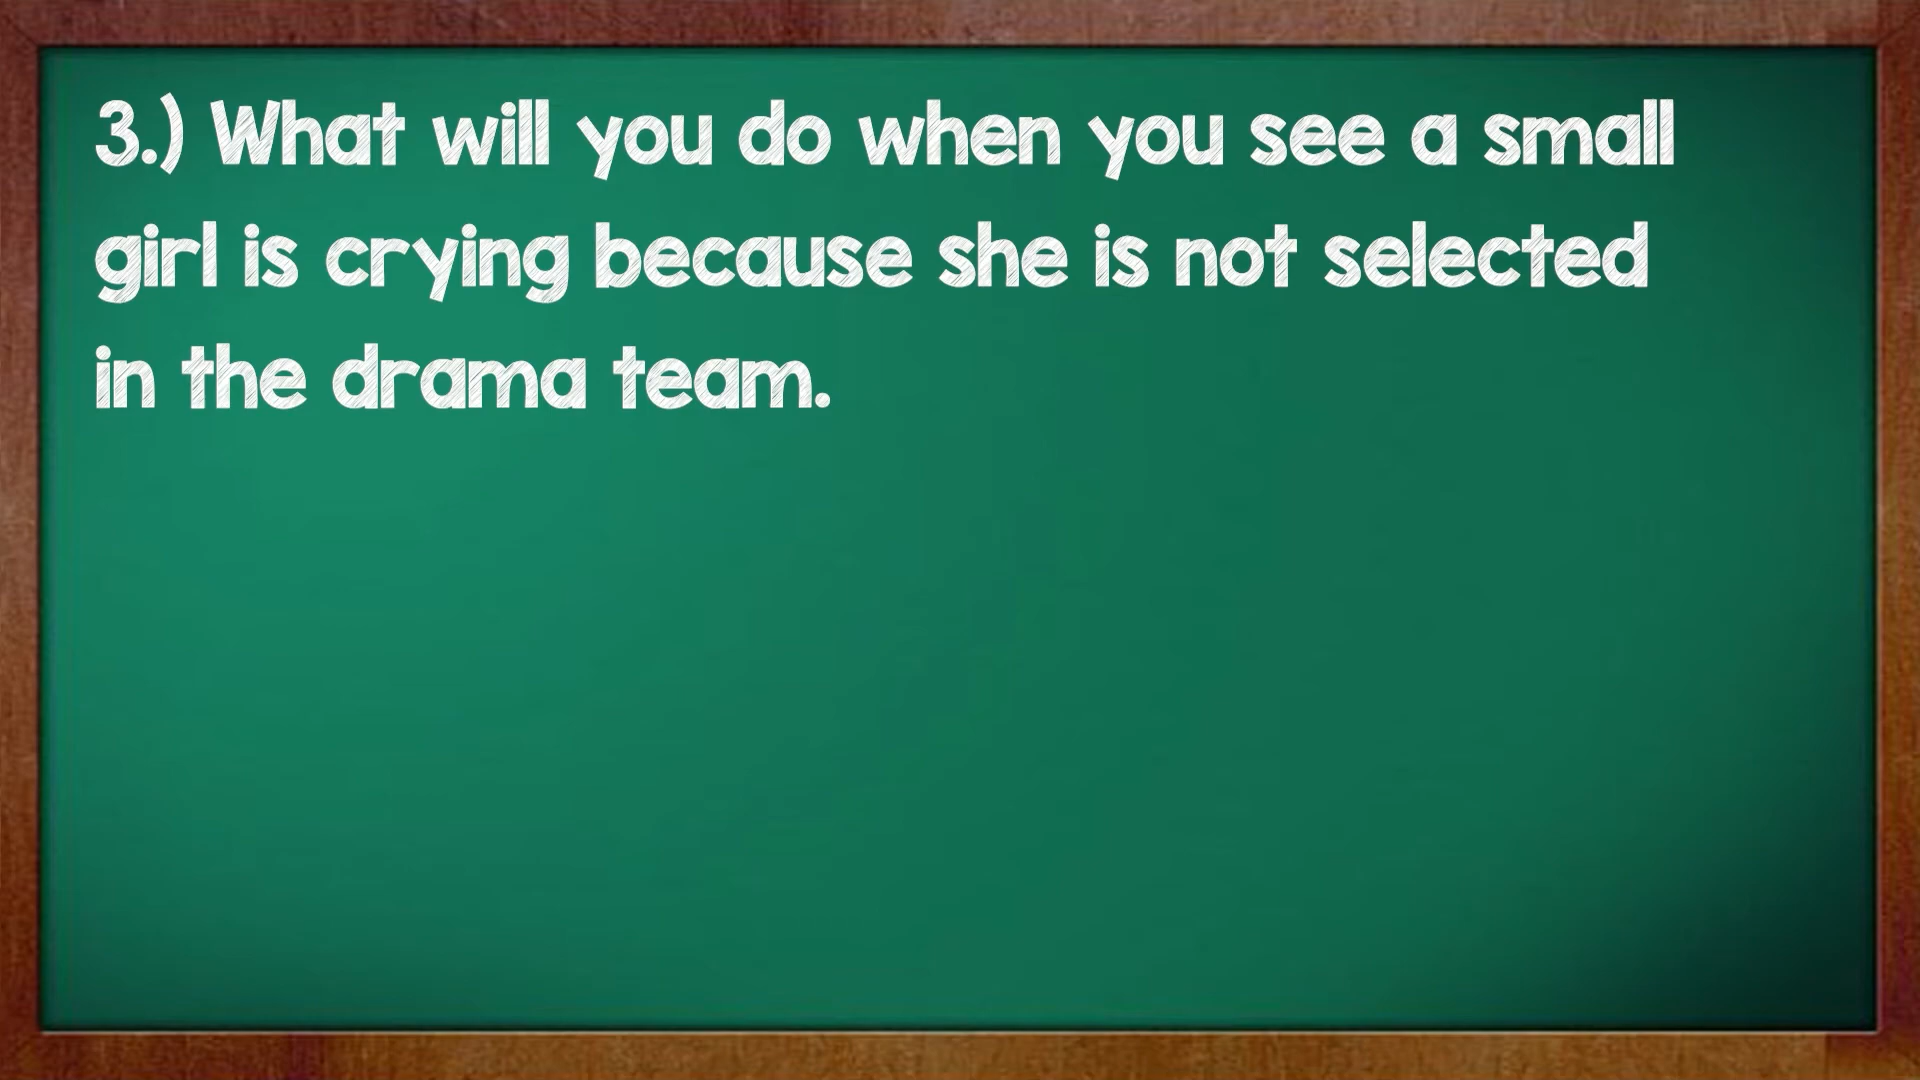 3.) What will you do when you see a small
girl is crying because she is not selected
in the drama team.